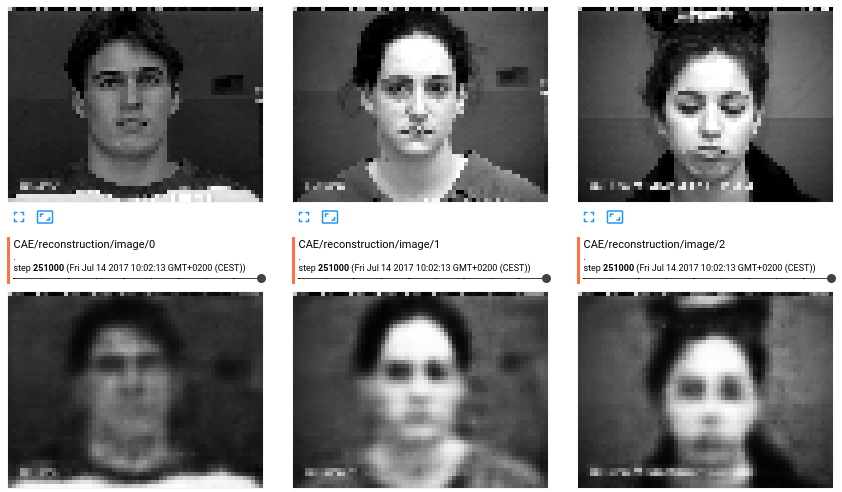 CAE/reconstruction/image/0
.
step 251000 (Fri Jul 14 2017 10:02:13 GMT+0200 (CEST))
CAE/reconstruction/image/1
.
step 251000 (Fri Jul 14 2017 10:02:13 GMT+0200 (CEST))
CAE/reconstruction/image/2
.
step 251000 (Fri Jul 14 2017 10:02:13 GMT+0200 (CEST))